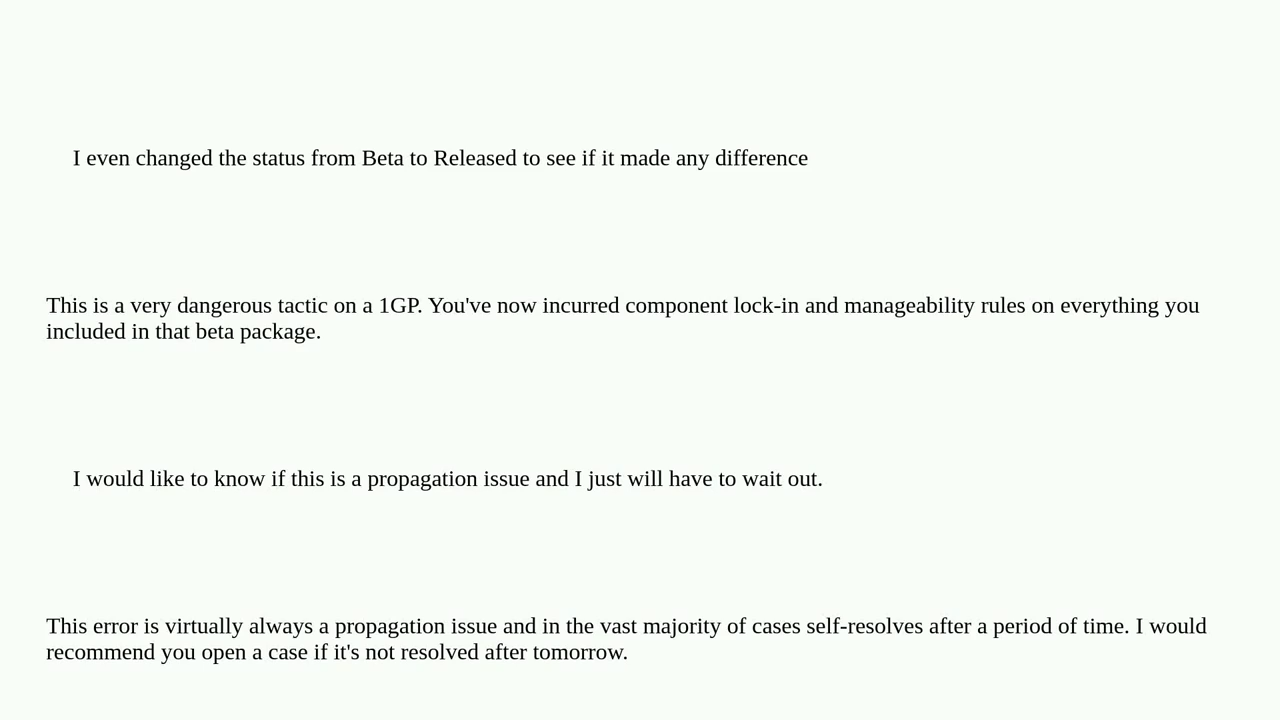 I even changed the status from Beta to Released to see if it made any difference
This is a very dangerous tactic on a 1GP. You've now incurred component lock-in and manageability rules on everything you
included in that beta package.
I would like to know if this is a propagation issue and I just will have to wait out.
This error is virtually always a propagation issue and in the vast majority of cases self-resolves after a period of time. I would
recommend you open a case if it's not resolved after tomorrow.